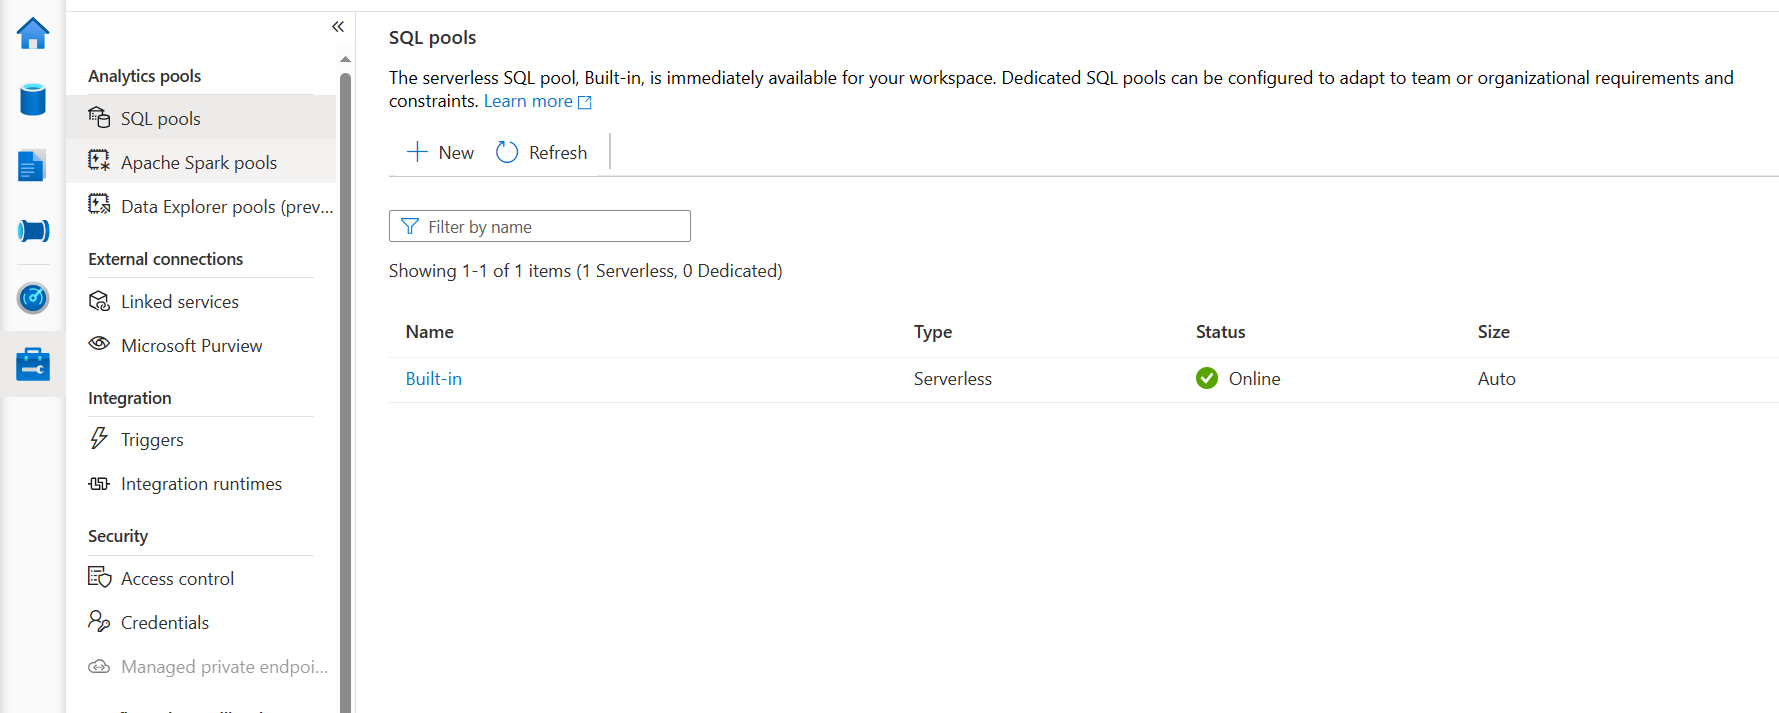 Analytics pools
SQL pools
Apache Spark pools
Data Explorer pools (prev...
External connections
Linked services
Microsoft Purview
Integration
Triggers
Integration runtimes
Security
Access control
Credentials
Managed private endpoi...
SQL pools
The serverless SQL pool, Built-in, is immediately available for your workspace. Dedicated SQL pools can be configured to adapt to team or organizational requirements and
constraints. Learn more
New Refresh
Filter by name
Showing 1-1 of 1 items (1 Serverless, 0 Dedicated)
Name Type Status Size
Built-in Serverless Online Auto